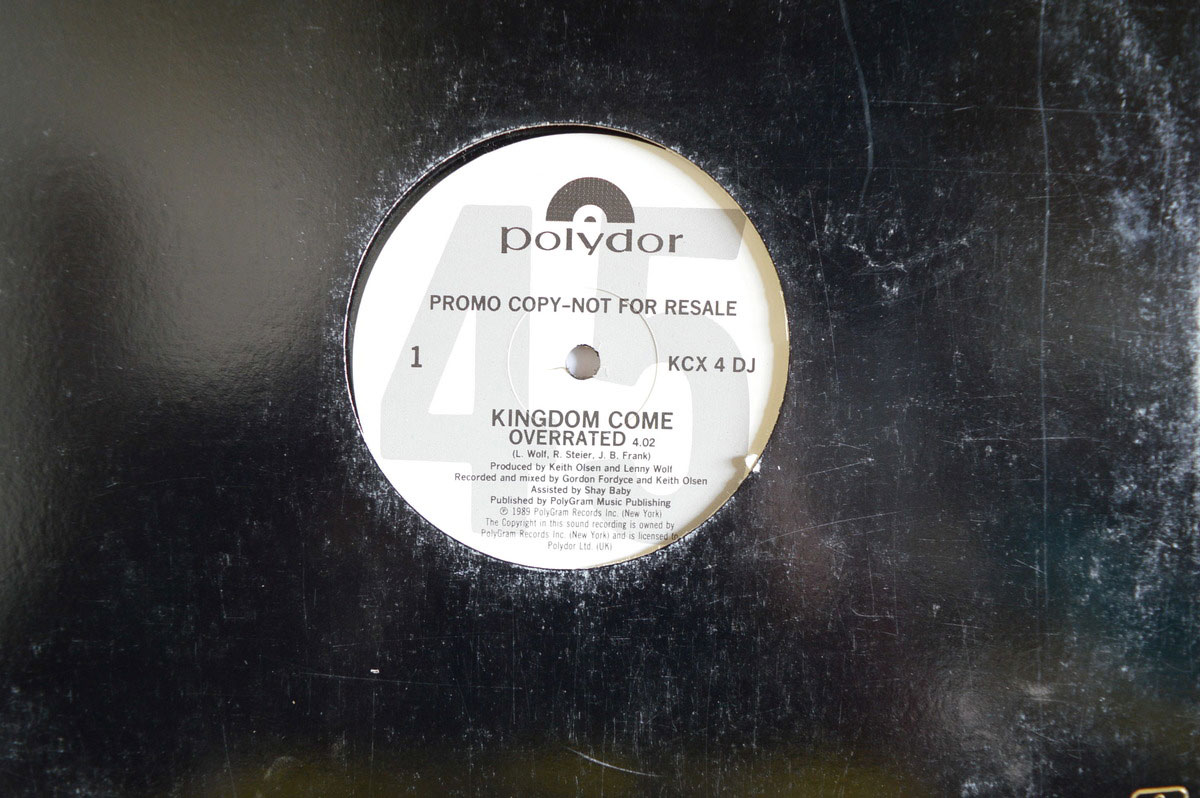 polydor
45
PROMO COPY–NOT FOR RESALE
1
KCX 4 DJ
KINGDOM COME
OVERRATED 4.02
(L. Wolf, R. Steier, J. B. Frank)
Produced by Keith Olsen and Lenny Wolf
Recorded and mixed by Gordon Fordyce and Keith Olsen
Assisted by Shay Baby
Published by PolyGram Music Publishing
℗ 1989 PolyGram Records Inc. (New York)
The Copyright in this sound recording is owned by
PolyGram Records Inc. (New York) and is licensed to
Polydor Ltd. (UK)